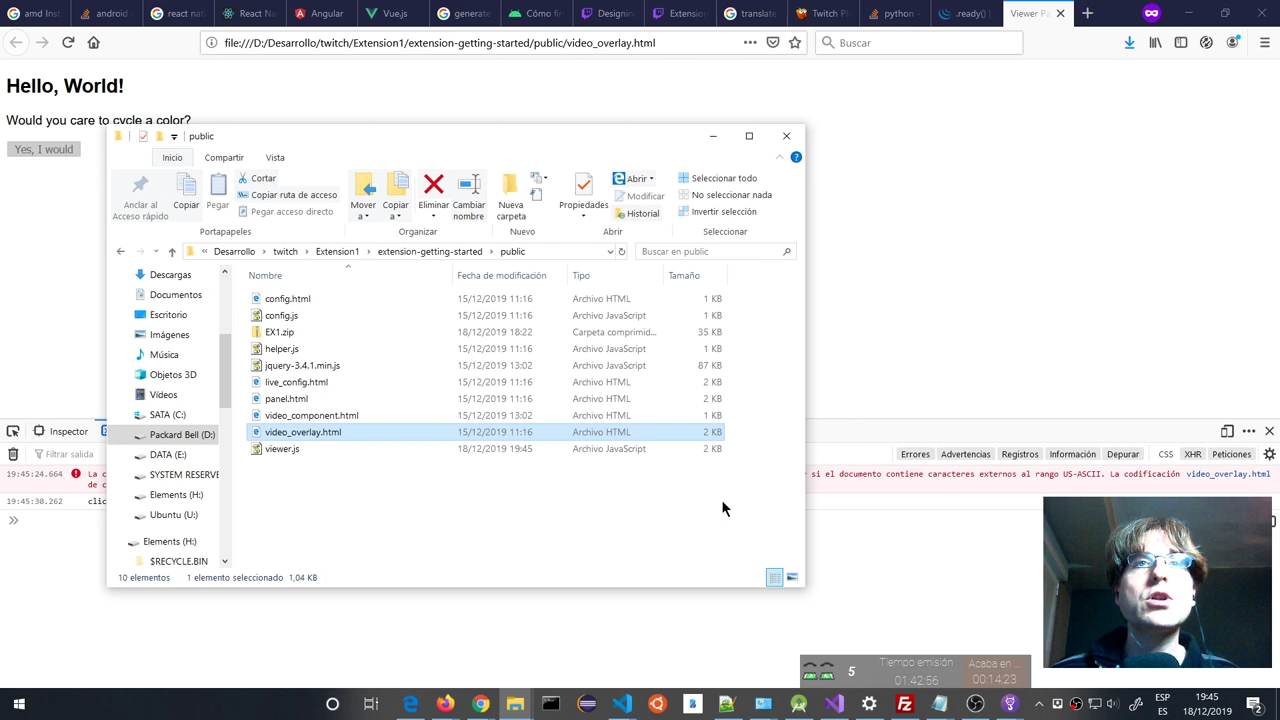 amd Inst
android
react nati
React Na
Angular
Vue.js
generate
Cómo fi
Designin
Extension
translate
Twitch Pl
python -
.ready() |
Viewer Pa
file:///D:/Desarrollo/twitch/Extension1/extension-getting-started/public/video_overlay.html
Buscar
Hello, World!
Would you care to cycle a color?
Yes, I would
public
Inicio
Compartir
Vista
Anclar al
Acceso rápido
Copiar
Pegar
Cortar
Copiar ruta de acceso
Pegar acceso directo
Mover
a
Copiar
a
Eliminar
Cambiar
nombre
Nueva
carpeta
Propiedades
Abrir
Modificar
Historial
Seleccionar todo
No seleccionar nada
Invertir selección
Portapapeles
Organizar
Nuevo
Abrir
Seleccionar
« Desarrollo > twitch > Extension1 > extension-getting-started > public
Buscar en public
Nombre
Fecha de modificación
Tipo
Tamaño
Descargas
Documentos
Escritorio
Imágenes
Música
Objetos 3D
Vídeos
SATA (C:)
Packard Bell (D:)
DATA (E:)
SYSTEM RESERVE
Elements (H:)
Ubuntu (U:)
Elements (H:)
$RECYCLE.BIN
config.html 15/12/2019 11:16 Archivo HTML 1 KB
config.js 15/12/2019 11:16 Archivo JavaScript 1 KB
EX1.zip 18/12/2019 18:22 Carpeta comprimid... 35 KB
helper.js 15/12/2019 11:16 Archivo JavaScript 1 KB
jquery-3.4.1.min.js 15/12/2019 13:02 Archivo JavaScript 87 KB
live_config.html 15/12/2019 11:16 Archivo HTML 2 KB
panel.html 15/12/2019 11:16 Archivo HTML 2 KB
video_component.html 15/12/2019 13:02 Archivo HTML 1 KB
video_overlay.html 15/12/2019 11:16 Archivo HTML 2 KB
viewer.js 18/12/2019 19:45 Archivo JavaScript 2 KB
10 elementos
1 elemento seleccionado 1,04 KB
Inspector
Filtrar salida
Errores
Advertencias
Registros
Información
Depurar
CSS
XHR
Peticiones
19:45:24.664 La c
si el documento contiene caracteres externos al rango US-ASCII. La codificación video_overlay.html
de c
19:45:30.262 clic
5
Tiempo emisión
01:42:56
Acaba en ...
00:14:23
ESP
ES
19:45
18/12/2019
2